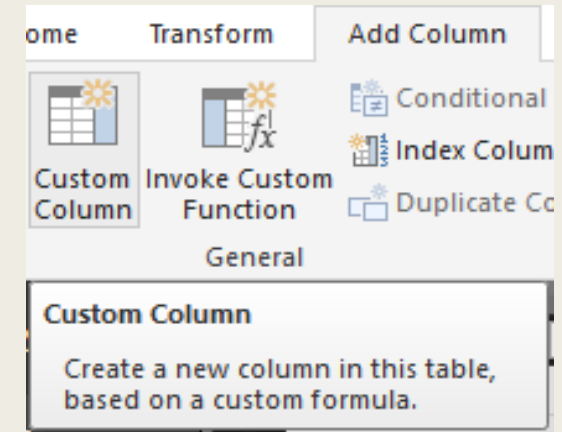 ome Transform Add Column
Conditional
Index Colum
Custom Column
Invoke Custom Function
Duplicate Co
General
Custom Column
Create a new column in this table,
based on a custom formula.